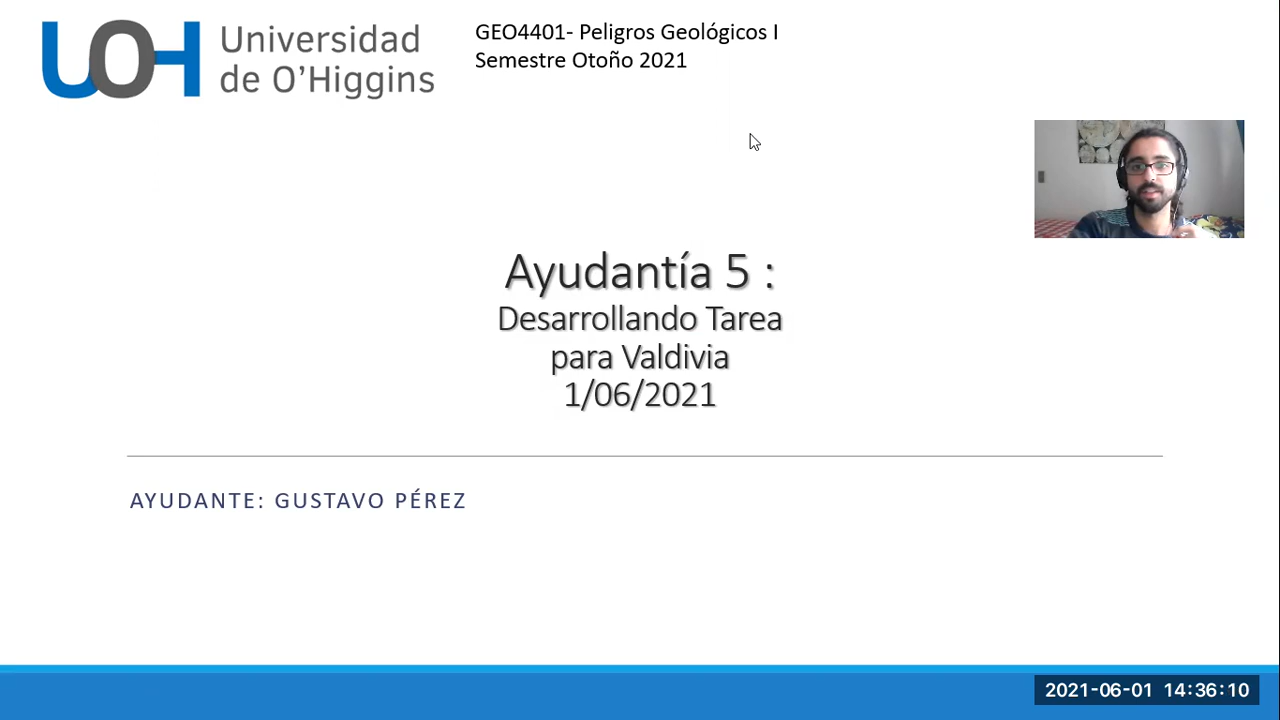 UOH
Universidad
de O'Higgins
GEO4401- Peligros Geológicos I
Semestre Otoño 2021
Ayudantía 5 :
Desarrollando Tarea
para Valdivia
1/06/2021
AYUDANTE: GUSTAVO PÉREZ
2021-06-01 14:36:10